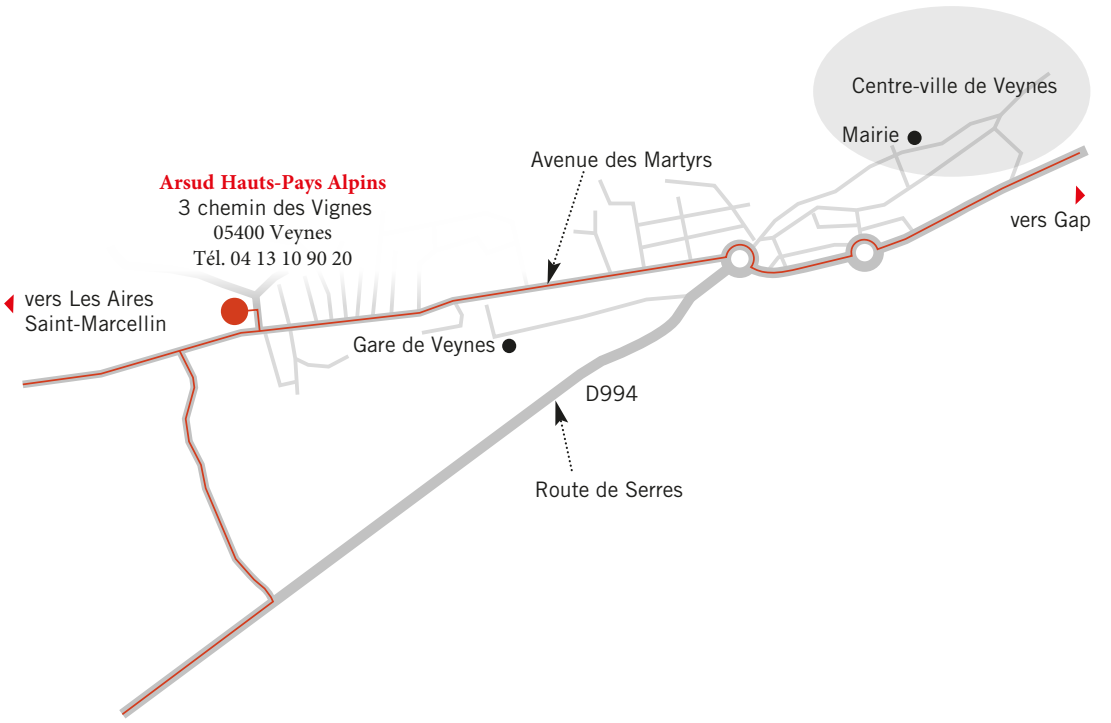 Centre-ville de Veynes
Mairie
Avenue des Martyrs
Arsud Hauts-Pays Alpins
3 chemin des Vignes
05400 Veynes
Tél. 04 13 10 90 20
vers Gap
vers Les Aires
Saint-Marcellin
Gare de Veynes
D994
Route de Serres